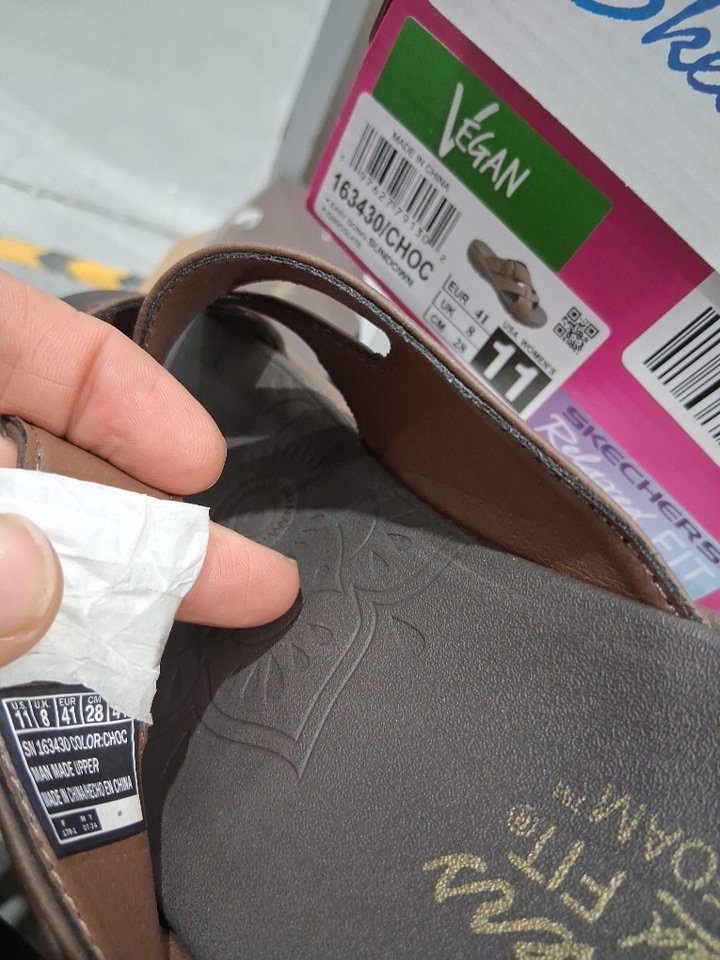 Ske
VEGAN
MADE IN CHINA
163430/CHOC
SUNDOWN
EUR 41
UK 8
CM 28
USA WOMEN'S
11
SKECHERS
Relaxed
FIT
U.S. U.K. EUR CM
11 8 41 28
SN 163430 COLOR:CHOC
MAN MADE UPPER
MADE IN CHINA/HECHO EN CHINA
FIT®
FOAM™